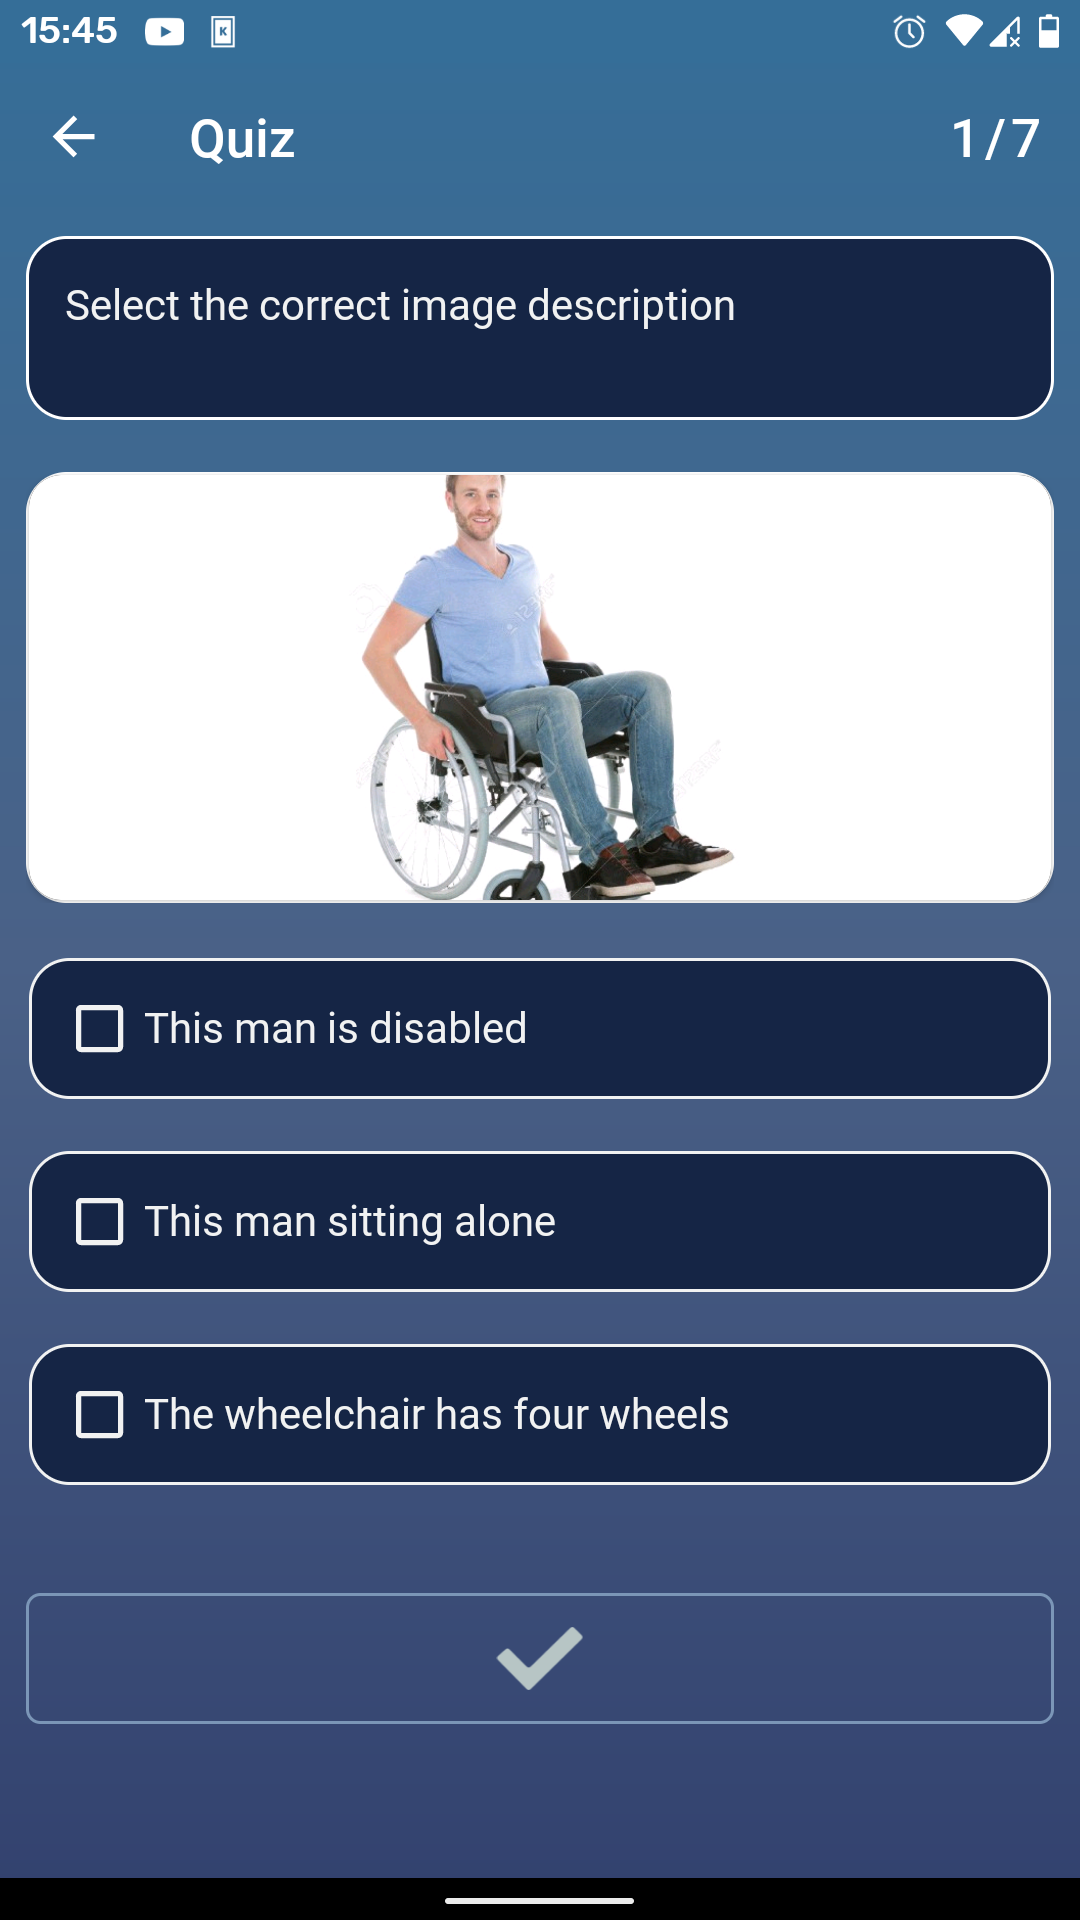 15:45
K
Quiz
1/7
Select the correct image description
This man is disabled
This man sitting alone
The wheelchair has four wheels